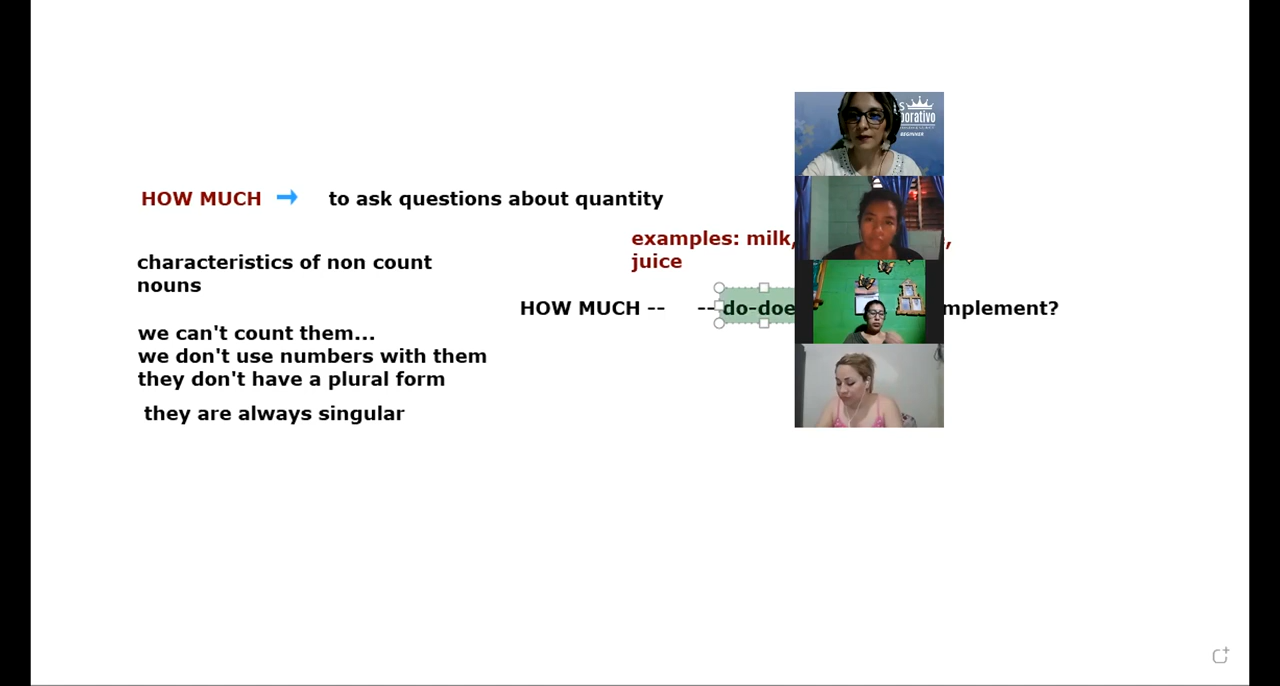 HOW MUCH
to ask questions about quantity
examples: milk,
juice
characteristics of non count
nouns
HOW MUCH -- -- do-doe mplement?
we can't count them...
we don't use numbers with them
they don't have a plural form
they are always singular
S
orativo
BEGINNER